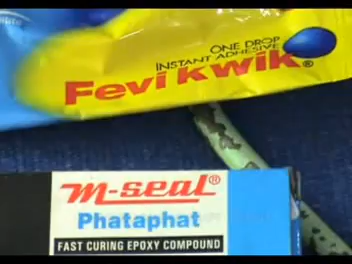 ONE DROP
INSTANT ADHESIVE
Fevi kwik®
m-seal®
Phataphat
FAST CURING EPOXY COMPOUND